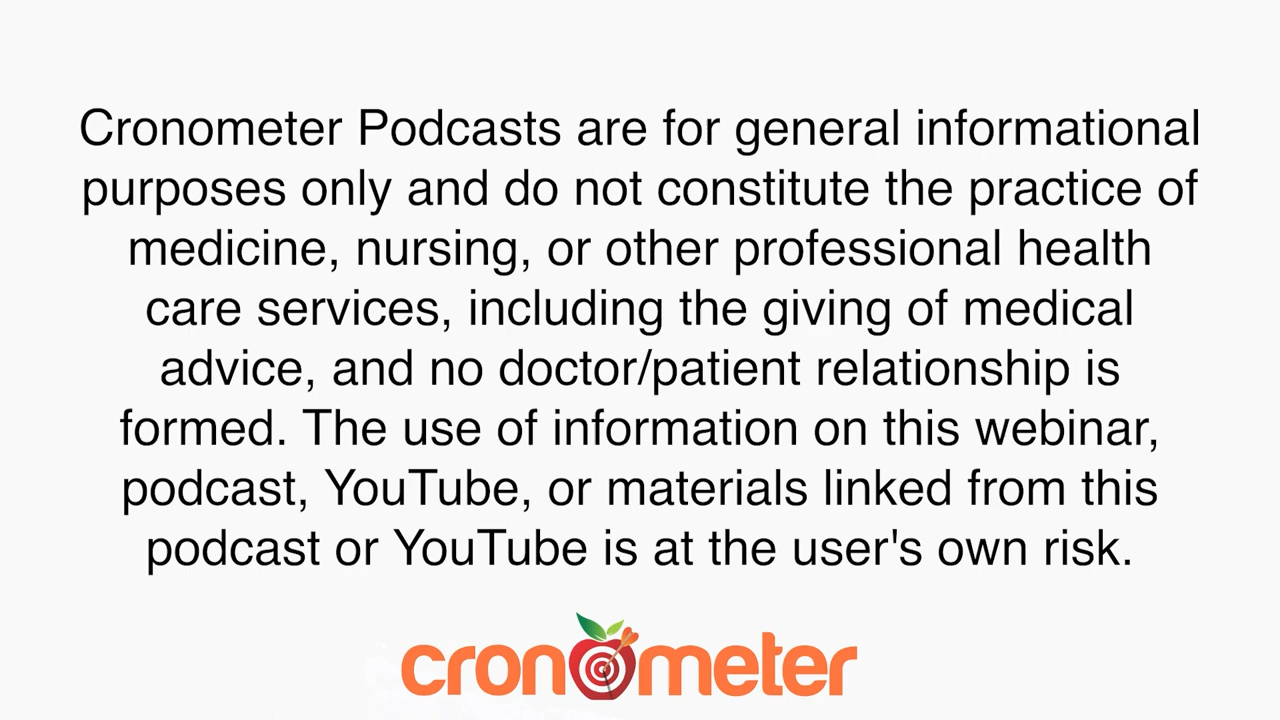 Cronometer Podcasts are for general informational
purposes only and do not constitute the practice of
medicine, nursing, or other professional health
care services, including the giving of medical
advice, and no doctor/patient relationship is
formed. The use of information on this webinar,
podcast, YouTube, or materials linked from this
podcast or YouTube is at the user's own risk.
cronometer